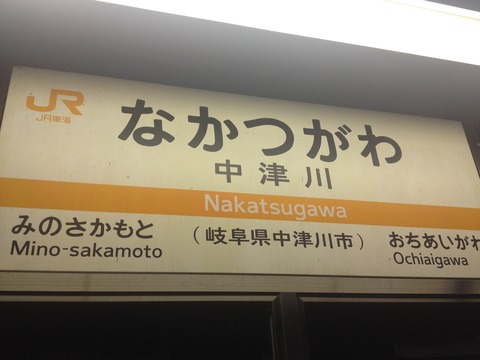 JR
JR東海
なかつがわ
中津川
Nakatsugawa
みのさかもと
Mino-sakamoto
(岐阜県中津川市)
おちあいがわ
Ochiaigawa